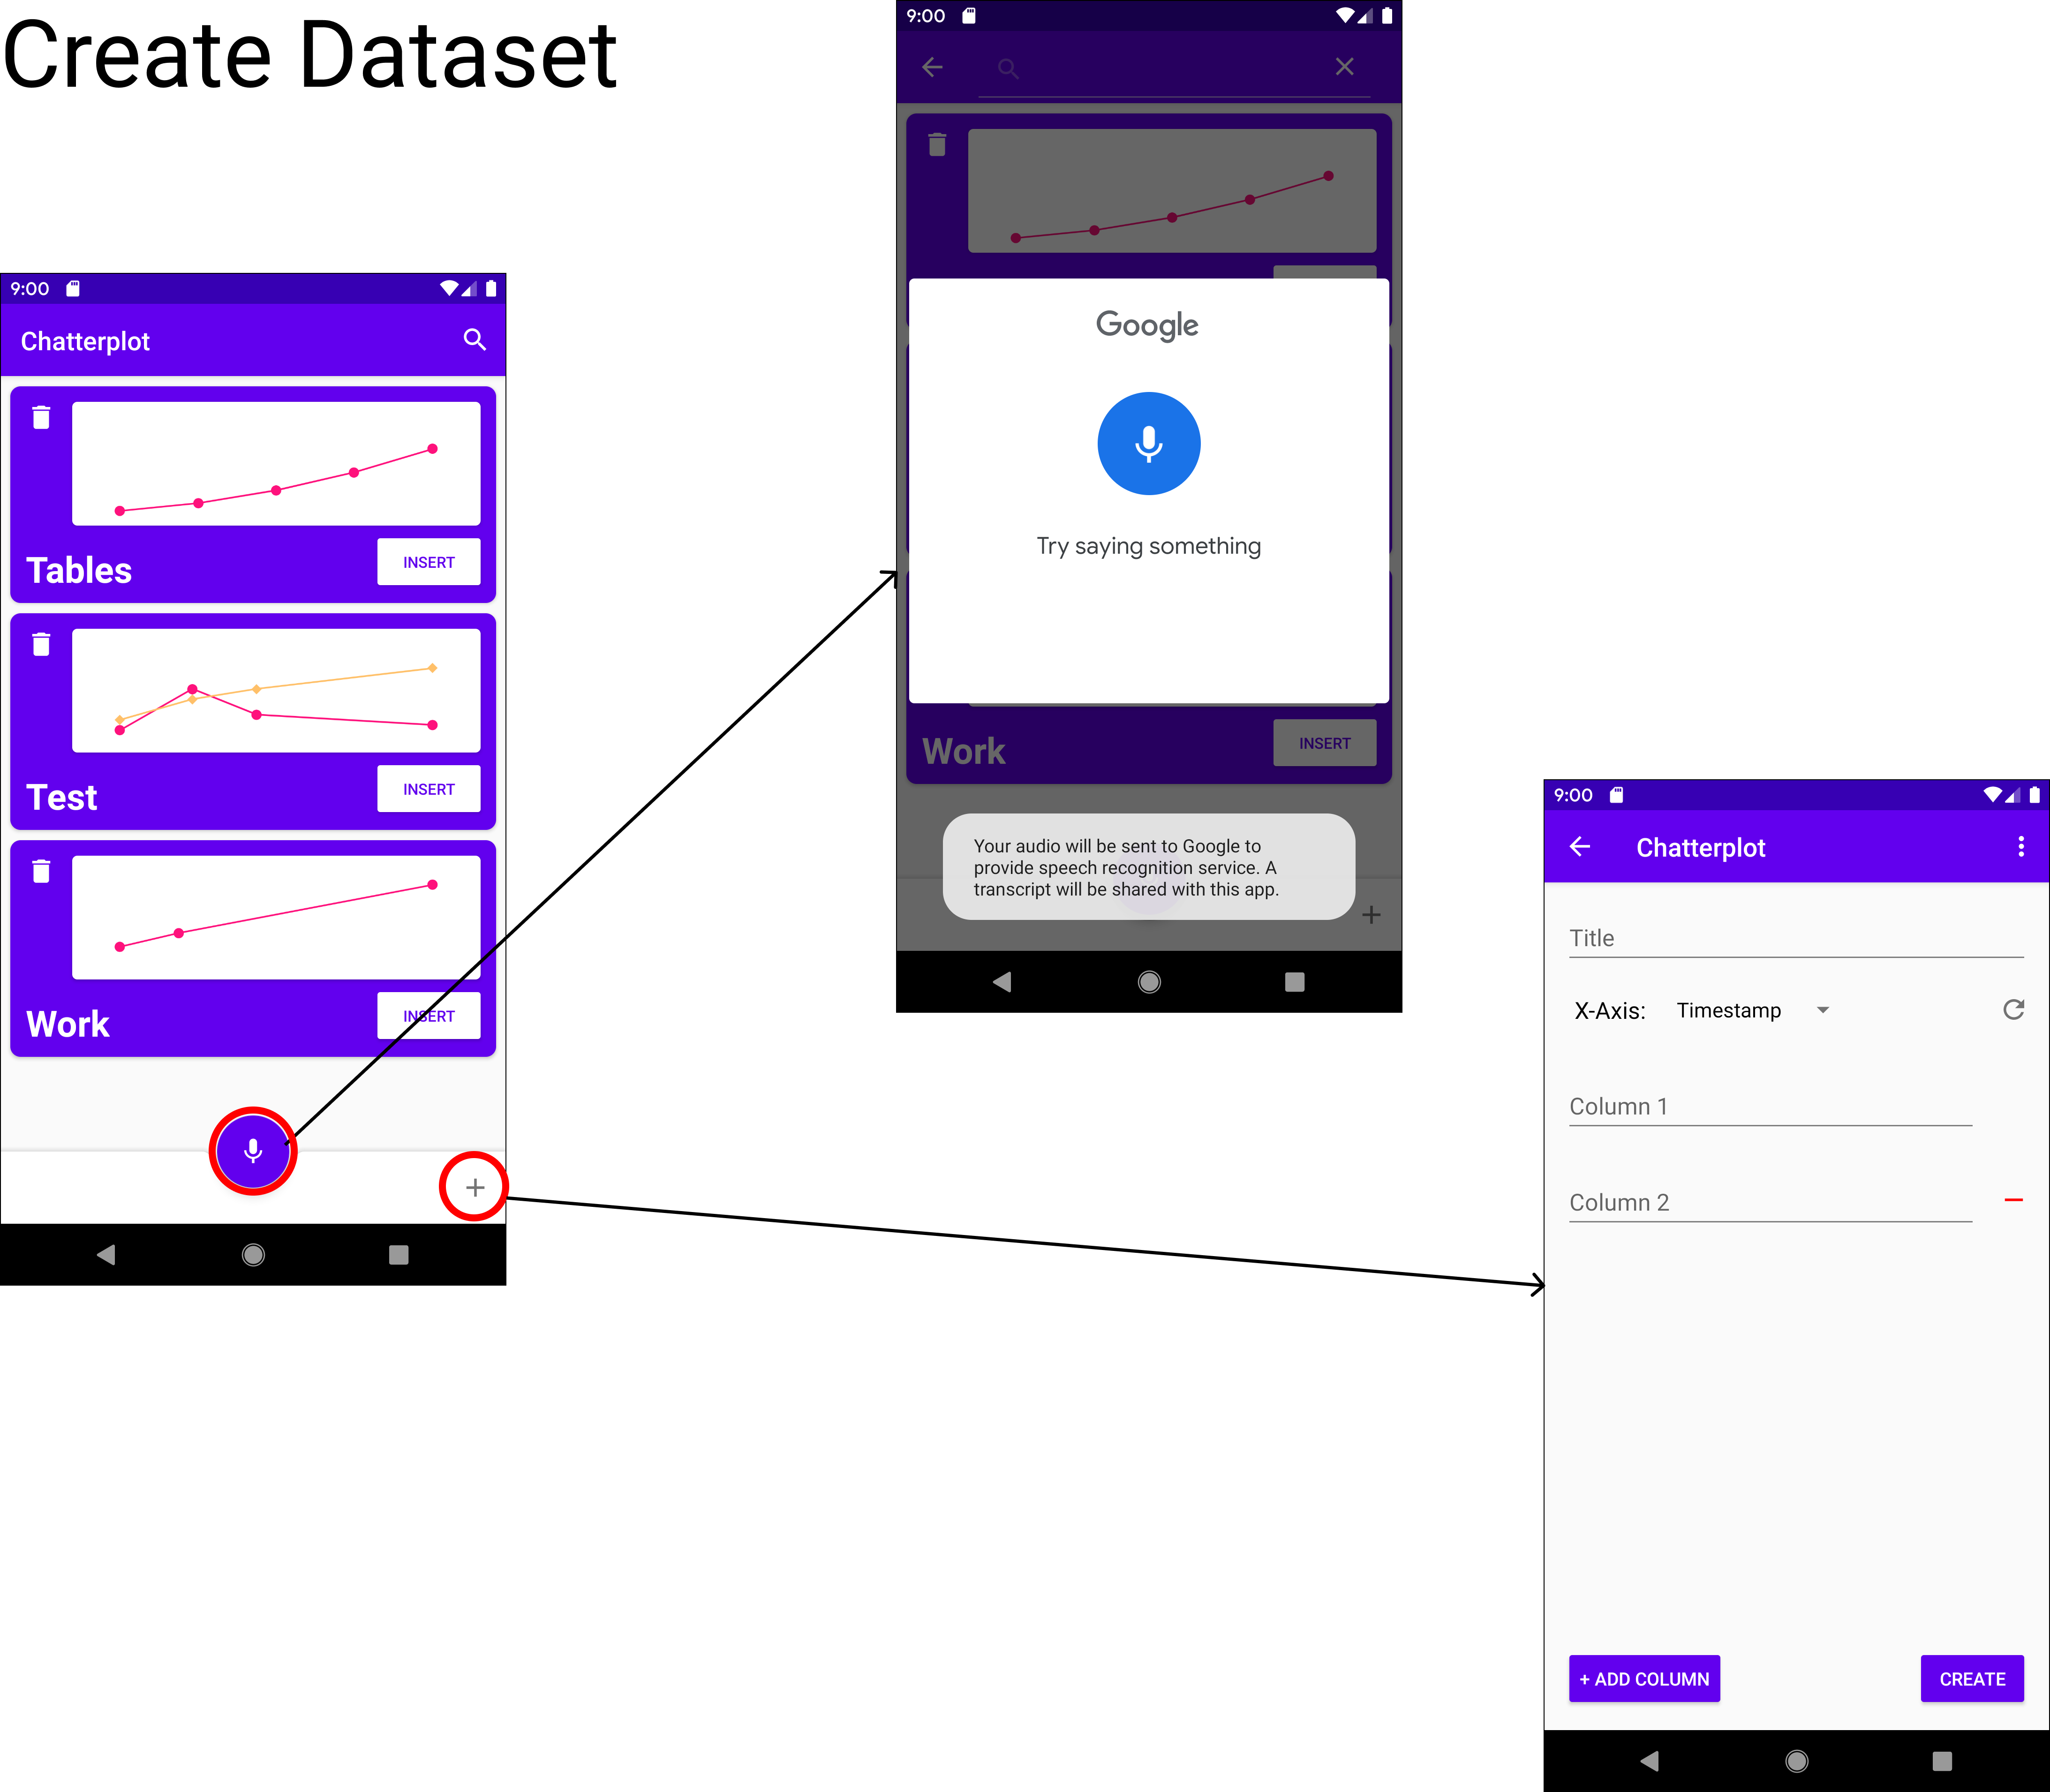 Create Dataset
9:00
Chatterplot
Tables
INSERT
Test
INSERT
Work
INSERT
9:00
Google
Try saying something
Work
INSERT
Your audio will be sent to Google to
provide speech recognition service. A
transcript will be shared with this app.
9:00
Chatterplot
Title
X-Axis: Timestamp
Column 1
Column 2
+ ADD COLUMN
CREATE